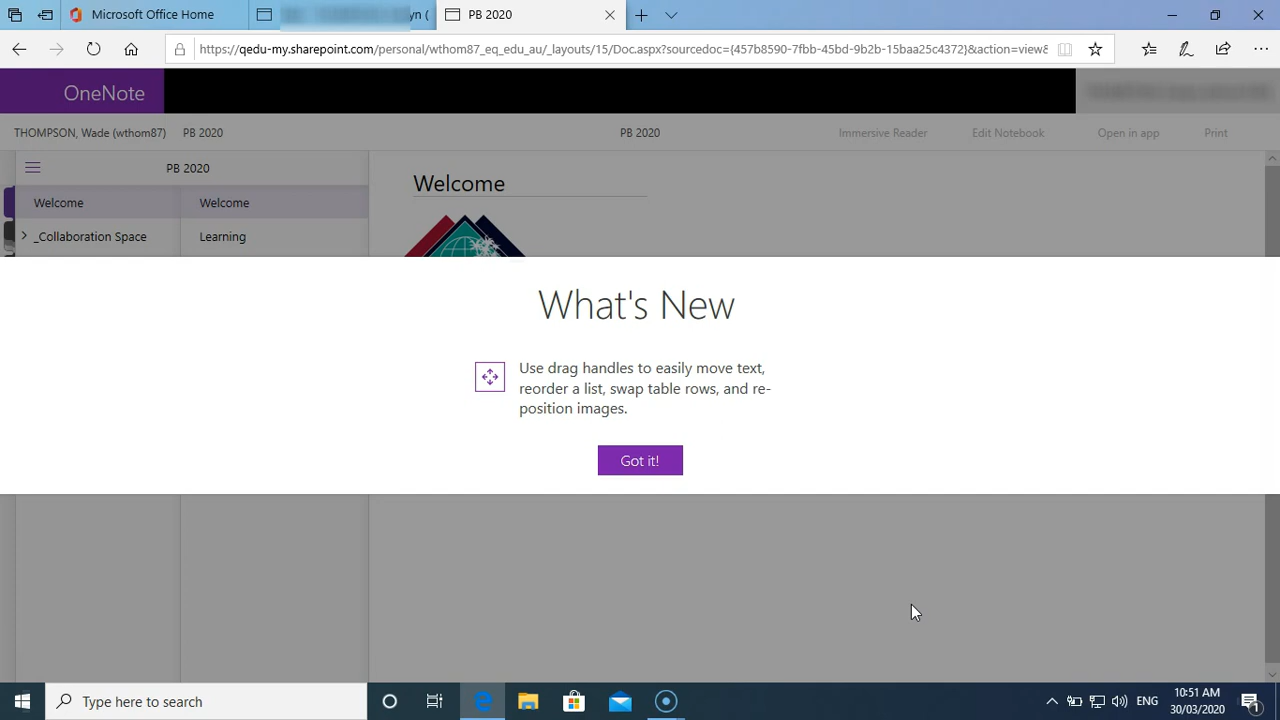 Microsoft Office Home
yn (
PB 2020
https://qedu-my.sharepoint.com/personal/wthom87_eq_edu_au/_layouts/15/Doc.aspx?sourcedoc={457b8590-7fbb-45bd-9b2b-15baa25c4372}&action=view&
OneNote
THOMPSON, Wade (wthom87) PB 2020
PB 2020
Immersive Reader Edit Notebook Open in app Print
PB 2020
Welcome
_Collaboration Space
Welcome
Learning
Welcome
What's New
Use drag handles to easily move text,
reorder a list, swap table rows, and re-
position images.
Got it!
Type here to search
ENG
10:51 AM
30/03/2020
1